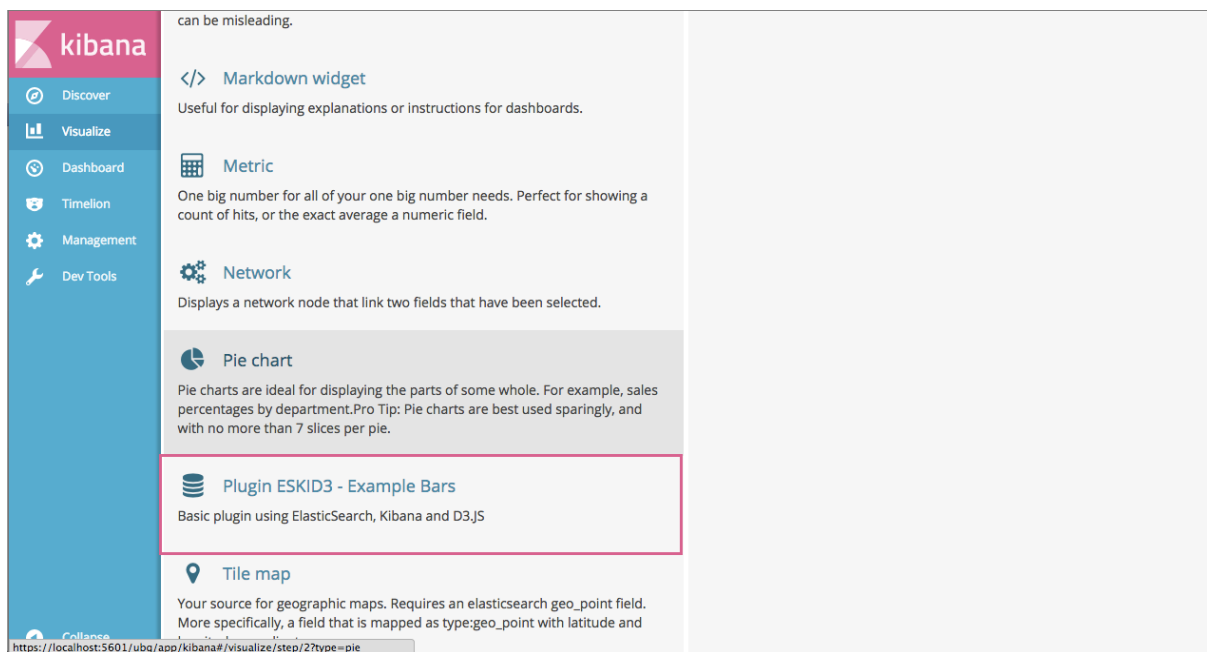 kibana
Discover
Visualize
Dashboard
Timelion
Management
Dev Tools
Collapse
can be misleading.
</> Markdown widget
Useful for displaying explanations or instructions for dashboards.
Metric
One big number for all of your one big number needs. Perfect for showing a
count of hits, or the exact average a numeric field.
Network
Displays a network node that link two fields that have been selected.
Pie chart
Pie charts are ideal for displaying the parts of some whole. For example, sales
percentages by department.Pro Tip: Pie charts are best used sparingly, and
with no more than 7 slices per pie.
Plugin ESKID3 - Example Bars
Basic plugin using ElasticSearch, Kibana and D3.JS
Tile map
Your source for geographic maps. Requires an elasticsearch geo_point field.
More specifically, a field that is mapped as type:geo_point with latitude and
https://localhost:5601/ubq/app/kibana#/visualize/step/2?type=pie